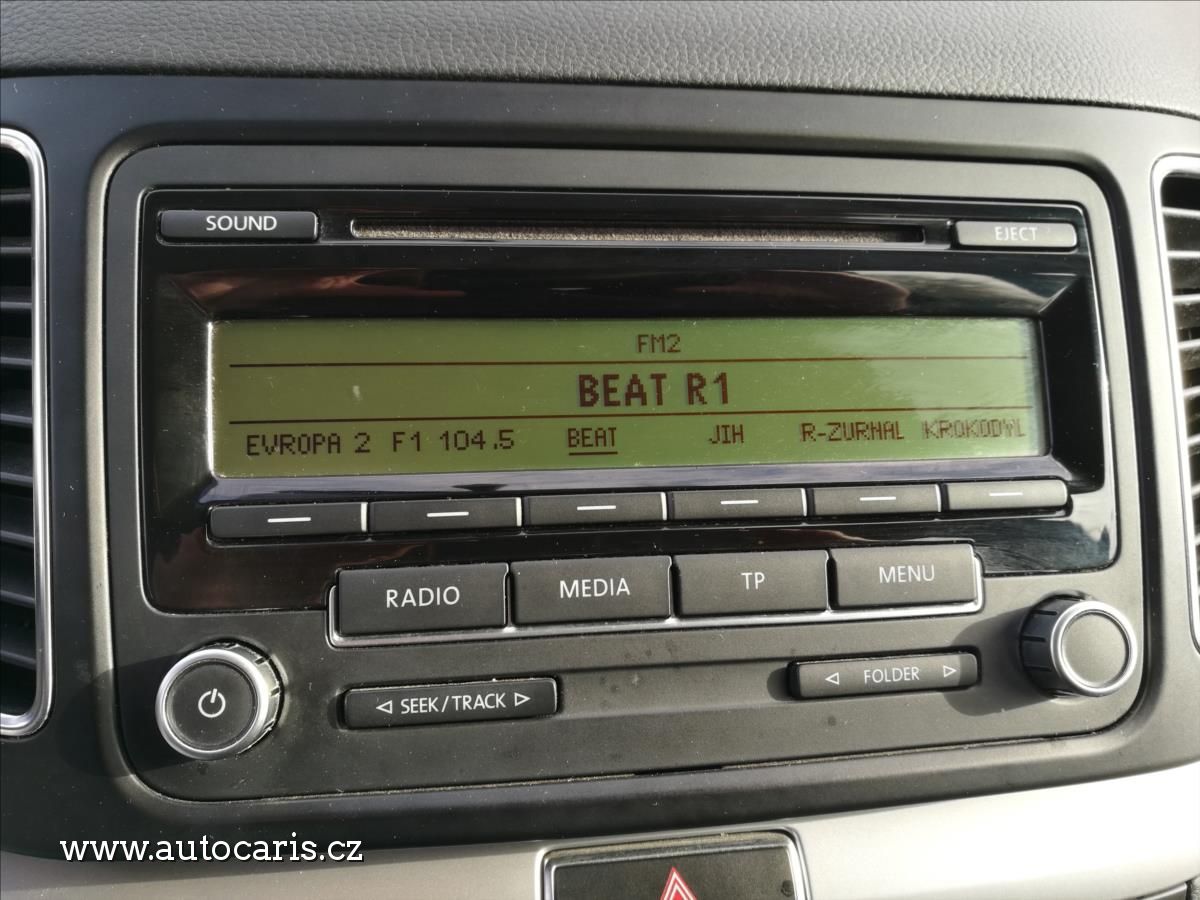 SOUND
EJECT
FM2
BEAT R1
EVROPA 2 F1 104.5 BEAT JIH R-ZURNAL KROKODYL
RADIO MEDIA TP MENU
SEEK/TRACK
FOLDER
www.autocaris.cz